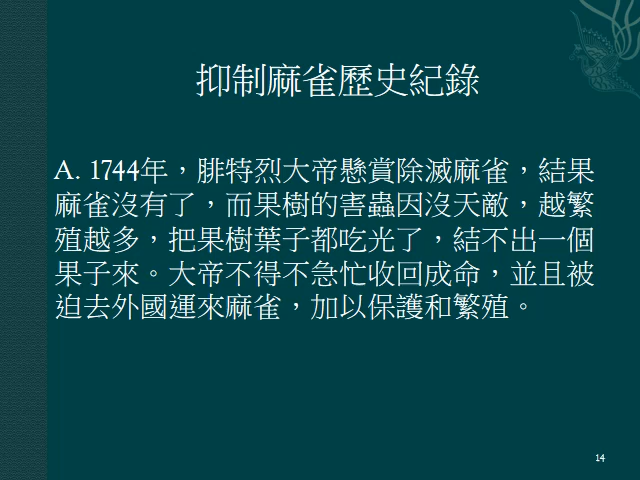 抑制麻雀歷史紀錄
A. 1744年，腓特烈大帝懸賞除滅麻雀，結果
麻雀沒有了，而果樹的害蟲因沒天敵，越繁
殖越多，把果樹葉子都吃光了，結不出一個
果子來。大帝不得不急忙收回成命，並且被
迫去外國運來麻雀，加以保護和繁殖。
14